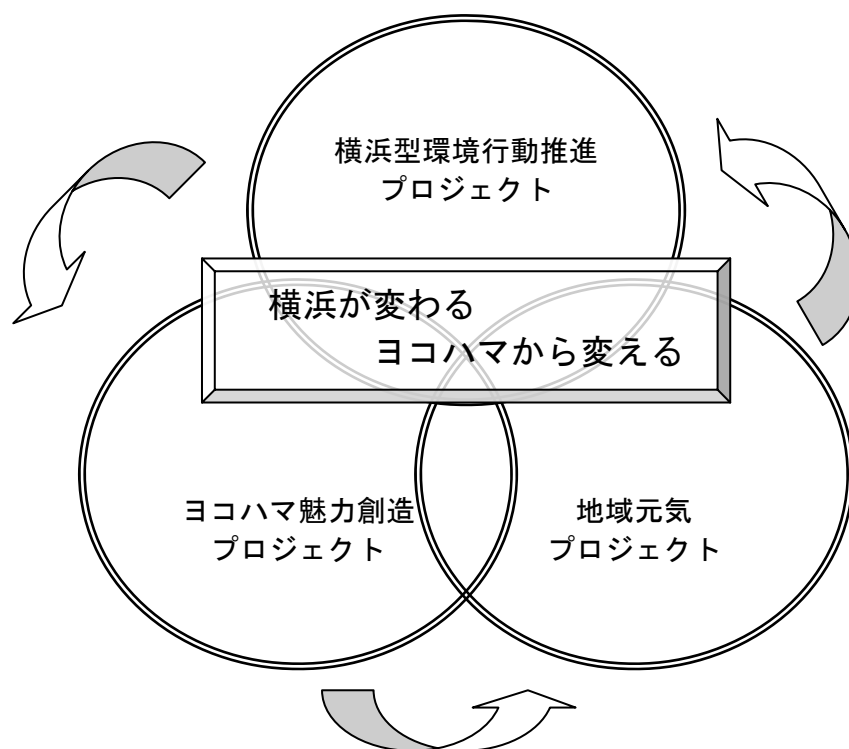 横浜型環境行動推進
プロジェクト
横浜が変わる
ヨコハマから変える
ヨコハマ魅力創造
プロジェクト
地域元気
プロジェクト